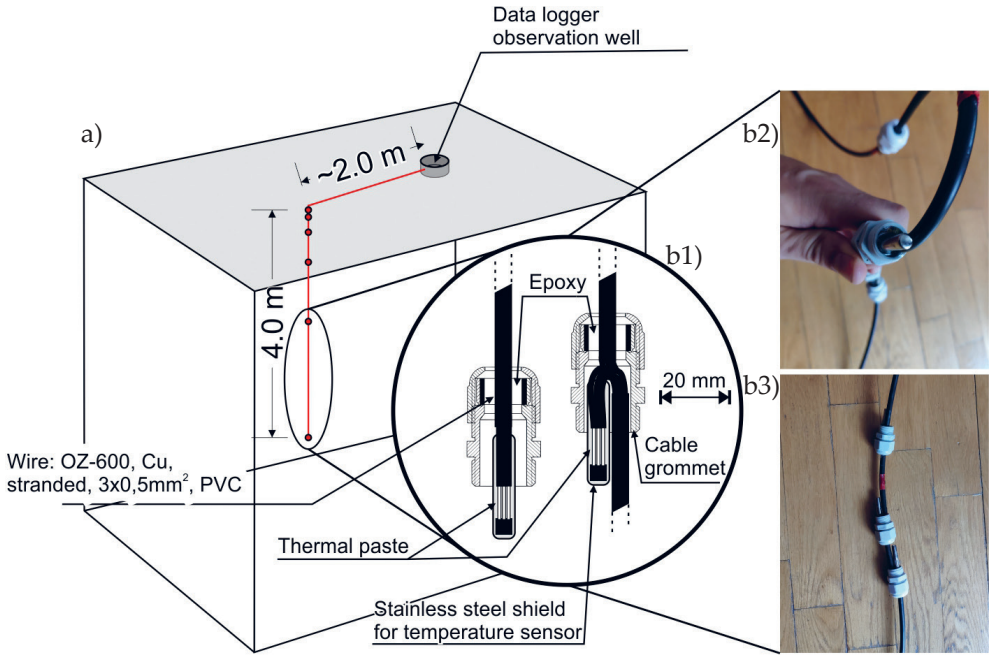 Data logger
observation well
a)
b2)
~2.0 m
b1)
Epoxy
4.0 m
20 mm
b3)
Cable
grommet
Wire: OZ-600, Cu,
stranded, 3x0,5mm², PVC
Thermal paste
Stainless steel shield
for temperature sensor